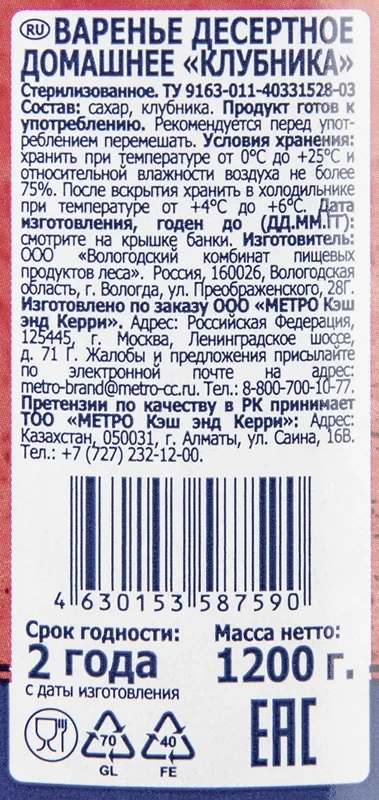 RU ВАРЕНЬЕ ДЕСЕРТНОЕ
ДОМАШНЕЕ «КЛУБНИКА»
Стерилизованное. ТУ 9163-011-40331528-03
Состав: сахар, клубника. Продукт готов к
употреблению. Рекомендуется перед упот-
реблением перемешать. Условия хранения:
хранить при температуре от 0°С до +25°С и
относительной влажности воздуха не более
75%. После вскрытия хранить в холодильнике
при температуре от +4°С до +6°С. Дата
изготовления, годен до (ДД.ММ.ГГ):
смотрите на крышке банки. Изготовитель:
ООО «Вологодский комбинат пищевых
продуктов леса». Россия, 160026, Вологодская
область, г. Вологда, ул. Преображенского, 28Г.
Изготовлено по заказу ООО «МЕТРО Кэш
энд Керри». Адрес: Российская Федерация,
125445, г. Москва, Ленинградское шоссе,
д. 71 Г. Жалобы и предложения присылайте
по электронной почте на адрес:
metro-brand@metro-cc.ru. Тел.: 8-800-700-10-77.
Претензии по качеству в РК принимает
ТОО «МЕТРО Кэш энд Керри»: Адрес:
Казахстан, 050031, г. Алматы, ул. Саина, 16В.
Тел.: +7 (727) 232-12-00.
4 630153 587590
Срок годности: Масса нетто:
2 года 1200 г.
с даты изготовления
70 40 ЕАС
GL FE